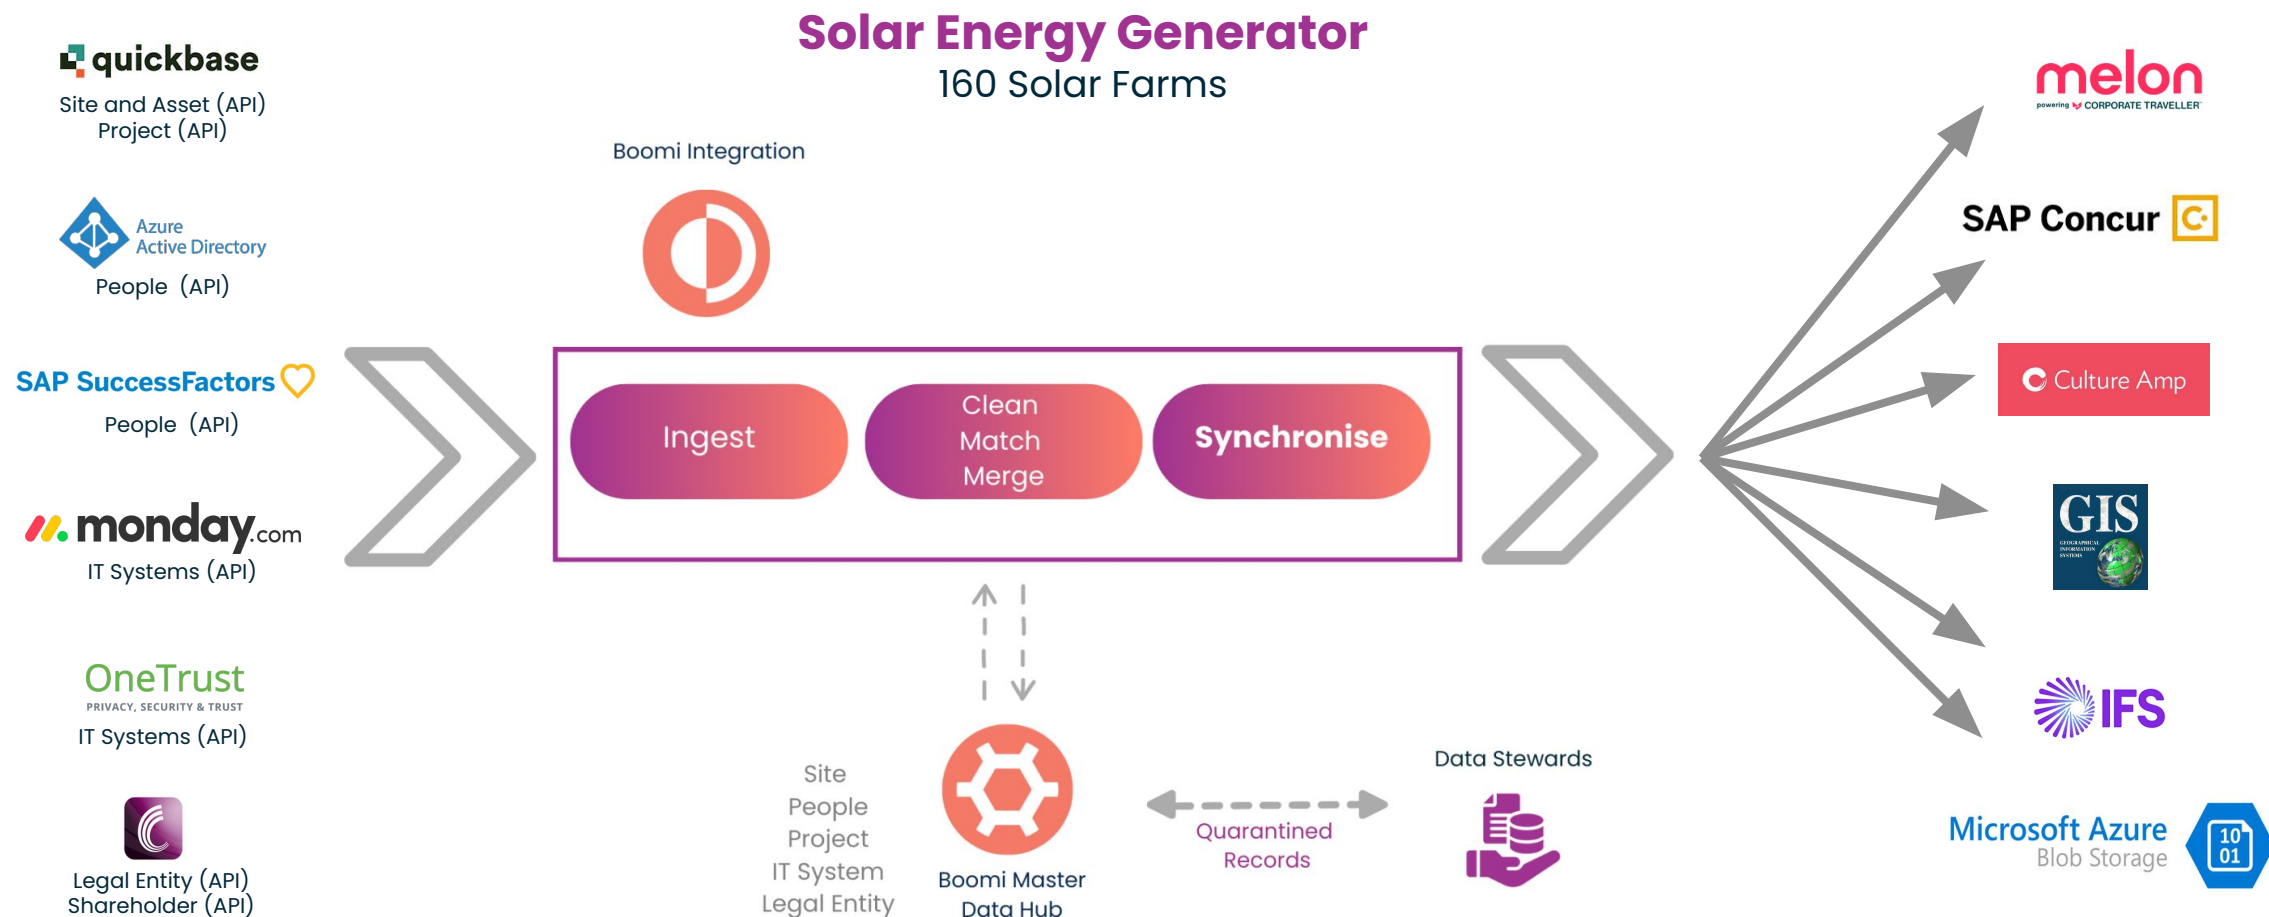 Solar Energy Generator
160 Solar Farms
quickbase
Site and Asset (API)
Project (API)
Azure
Active Directory
People (API)
SAP SuccessFactors
People (API)
monday.com
IT Systems (API)
OneTrust
PRIVACY, SECURITY & TRUST
IT Systems (API)
Legal Entity (API)
Shareholder (API)
Boomi Integration
Ingest
Clean
Match
Merge
Synchronise
Site
People
Project
IT System
Legal Entity
Boomi Master
Data Hub
Quarantined
Records
Data Stewards
melon
powering CORPORATE TRAVELLER
SAP Concur C
Culture Amp
GIS
GEOGRAPHICAL
INFORMATION
SYSTEMS
IFS
Microsoft Azure
Blob Storage
10
01